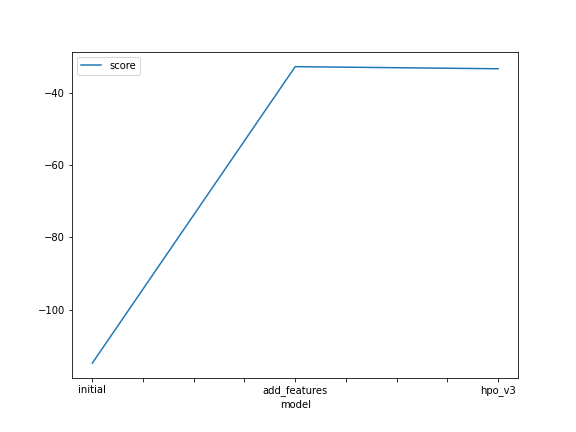 score
−40
−60
−80
−100
initial add_features hpo_v3
model